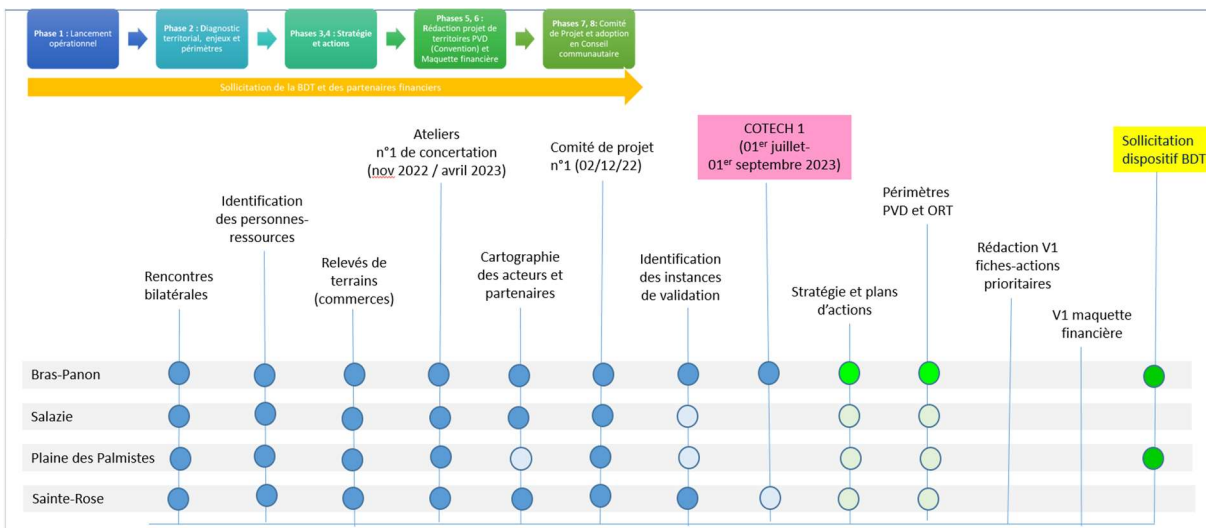 Phase 1 : Lancement
opérationnel
Phase 2 : Diagnostic
territorial, enjeux et
périmètres
Phases 3,4 : Stratégie
et actions
Phases 5, 6 :
Rédaction projet de
territoires PVD
(Convention) et
Maquette financière
Phases 7, 8: Comité
de Projet et adoption
en Conseil
communautaire
Sollicitation de la BDT et des partenaires financiers
Rencontres
bilatérales
Identification
des personnes-
ressources
Relevés de
terrains
(commerces)
Ateliers
n°1 de concertation
(nov 2022 / avril 2023)
Cartographie
des acteurs et
partenaires
Comité de projet
n°1 (02/12/22)
Identification
des instances
de validation
COTECH 1
(01er juillet-
01er septembre 2023)
Stratégie et plans
d'actions
Périmètres
PVD et ORT
Rédaction V1
fiches-actions
prioritaires
V1 maquette
financière
Sollicitation
dispositif BDT
Bras-Panon
Salazie
Plaine des Palmistes
Sainte-Rose